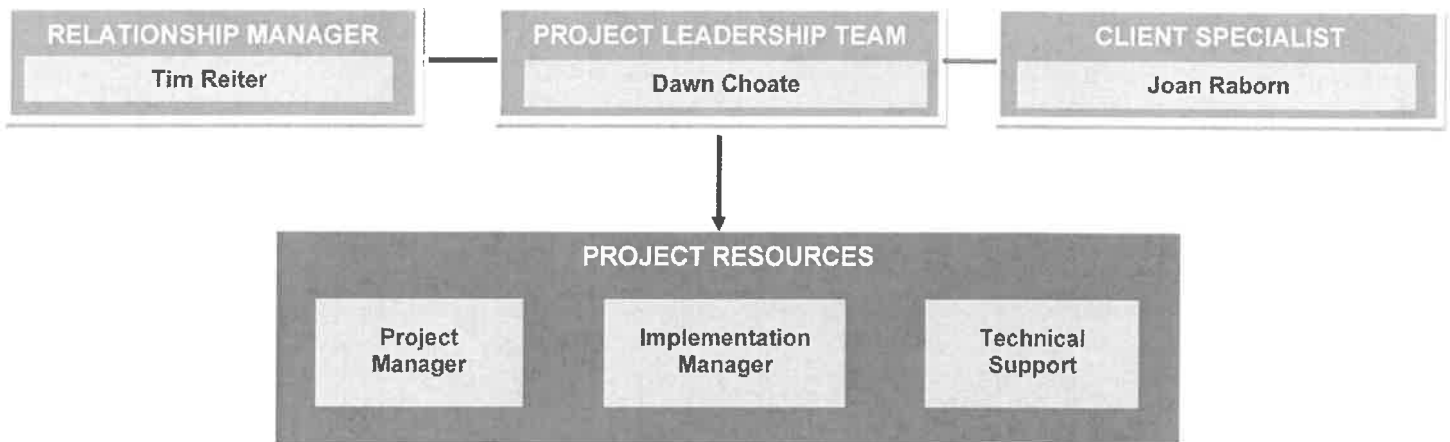 RELATIONSHIP MANAGER
Tim Reiter
PROJECT LEADERSHIP TEAM
Dawn Choate
CLIENT SPECIALIST
Joan Raborn
PROJECT RESOURCES
Project
Manager
Implementation
Manager
Technical
Support